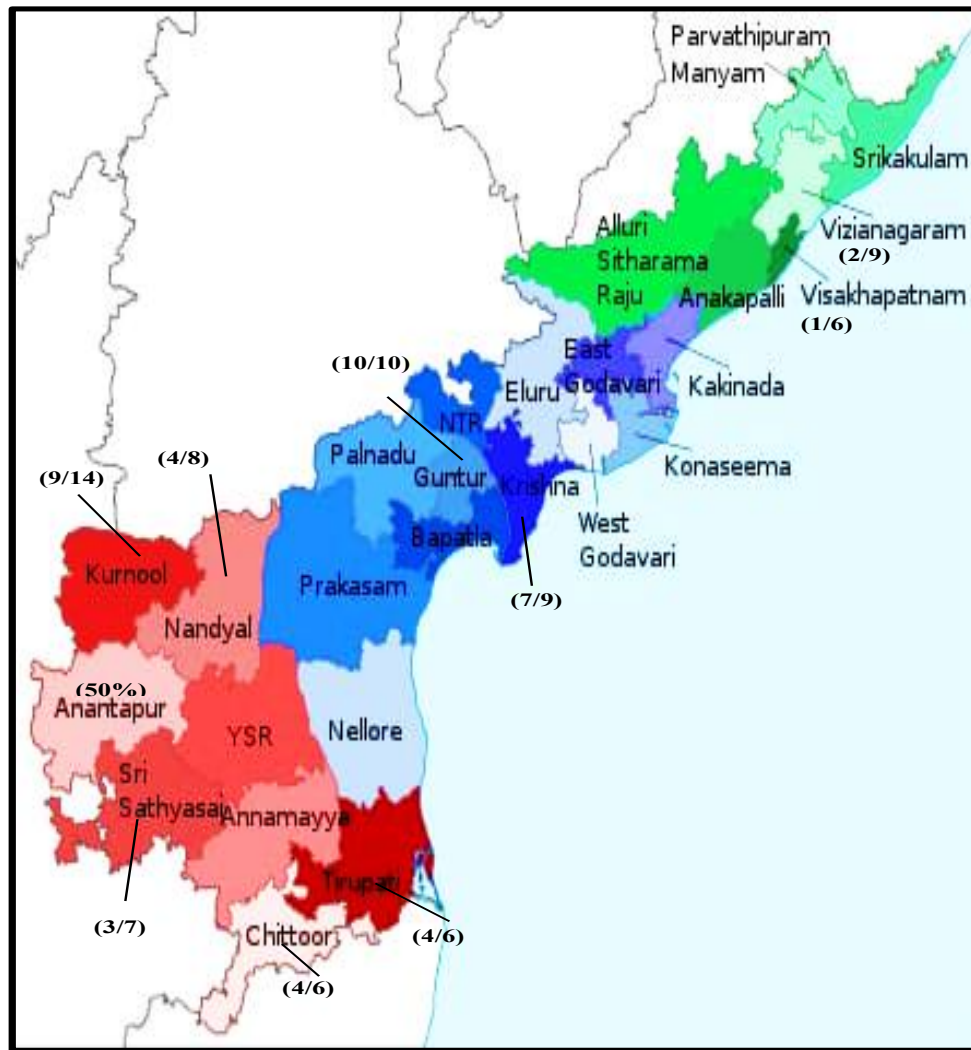 Parvathipuram
Manyam
Srikakulam
Alluri
Sitharama
Raju
Vizianagaram
(2/9)
Anakapalli
Visakhapatnam
(1/6)
(10/10)
East
Godavari
Eluru
Kakinada
NTR
Palnadu
Guntur
Konaseema
(4/8)
(9/14)
Krishna
West
Godavari
Bapatla
Kurnool
Prakasam
(7/9)
Nandyal
(50%)
Anantapur
YSR
Nellore
Sri
Sathyasai
Annamayya
Tirupati
(3/7)
(4/6)
Chittoor
(4/6)